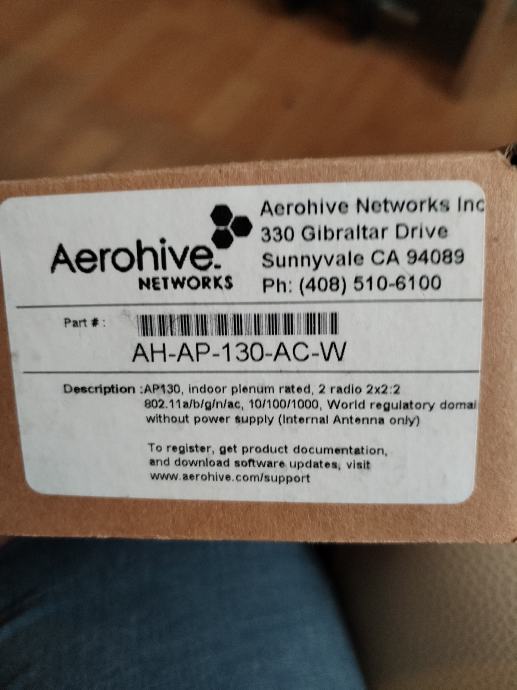 Aerohive
NETWORKS
Aerohive Networks Inc
330 Gibraltar Drive
Sunnyvale CA 94089
Ph: (408) 510-6100
Part # :
AH-AP-130-AC-W
Description :AP130, indoor plenum rated, 2 radio 2x2:2
802.11a/b/g/n/ac, 10/100/1000, World regulatory domai
without power supply (Internal Antenna only)
To register, get product documentation,
and download software updates, visit
www.aerohive.com/support